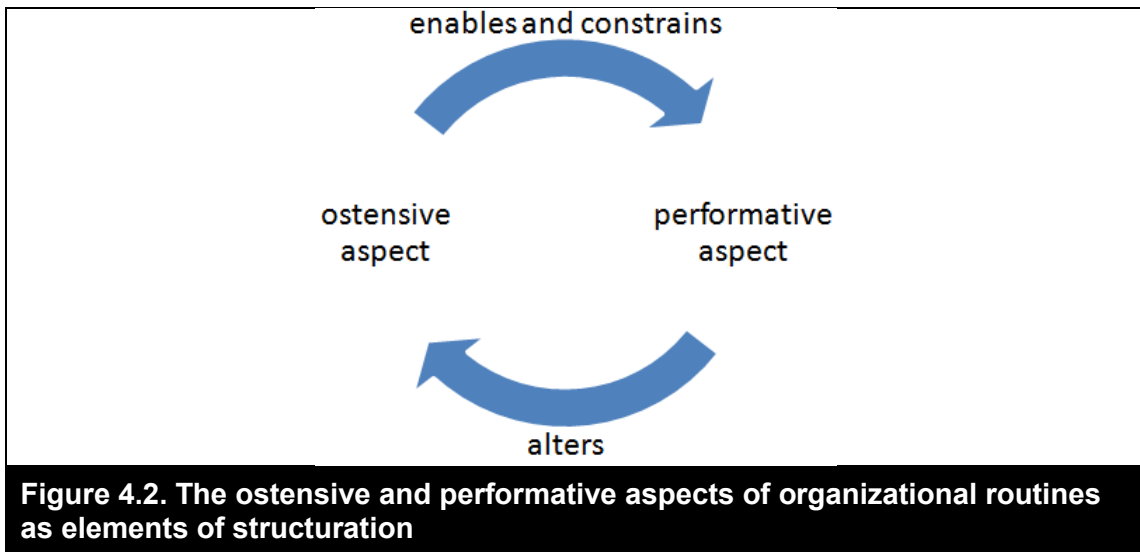 enables and constrains
ostensive
aspect
performative
aspect
alters
Figure 4.2. The ostensive and performative aspects of organizational routines
as elements of structuration